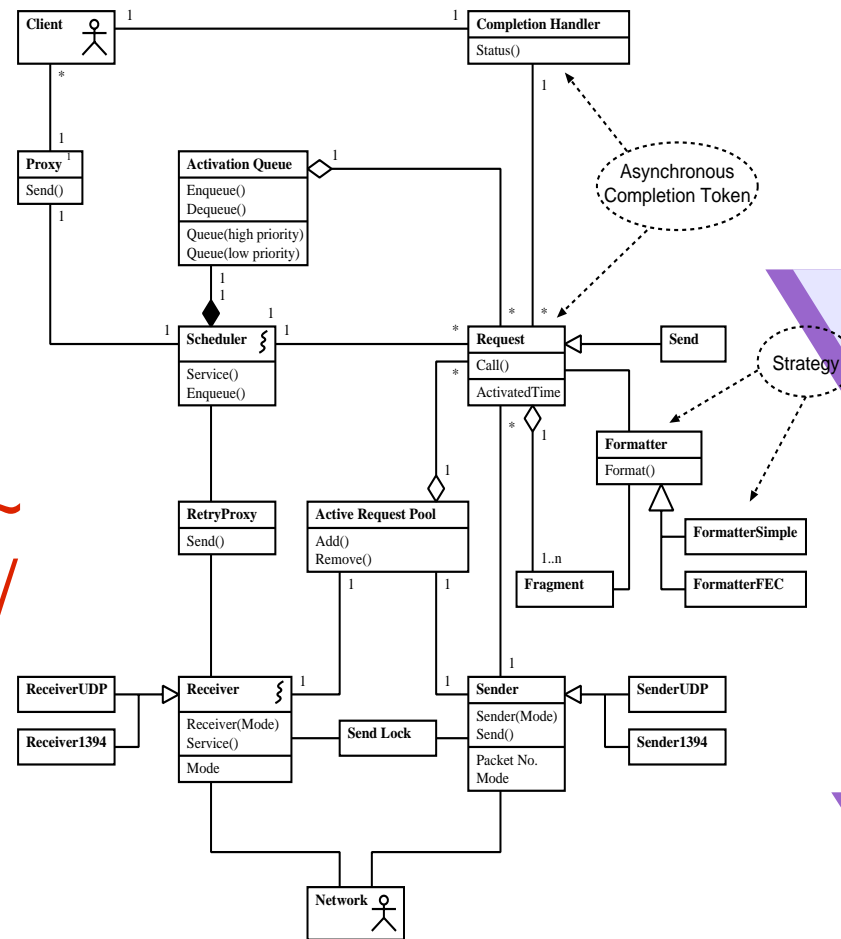 Client
1
1
Completion Handler
Status()
*
1
1
Proxy
1
Send()
1
Activation Queue
Enqueue()
Dequeue()
Queue(high priority)
Queue(low priority)
1
Asynchronous
Completion Token
1
1
1
Scheduler
Service()
Enqueue()
1
1
*
*
*
Request
Call()
ActivatedTime
Send
Strategy
*
*
1
Formatter
Format()
1
RetryProxy
Send()
Active Request Pool
Add()
Remove()
FormatterSimple
1..n
Fragment
FormatterFEC
1
1
1
ReceiverUDP
Receiver1394
Receiver
Receiver(Mode)
Service()
Mode
1
Send Lock
1
Sender
Sender(Mode)
Send()
Packet No.
Mode
SenderUDP
Sender1394
Network